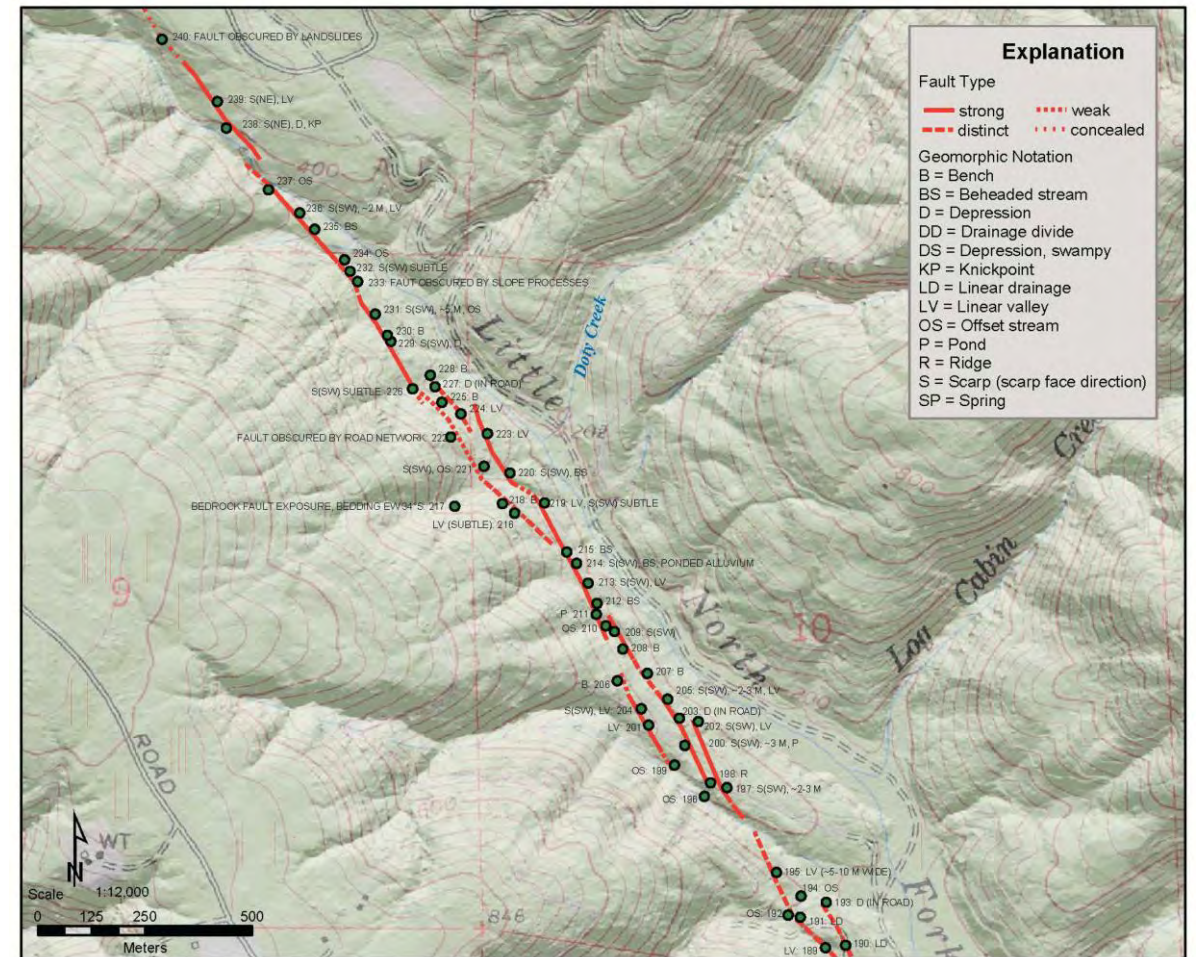 240: FAULT OBSCURED BY LANDSLIDES
239: S(NE), LV
238: S(NE), D, KP
400
237: OS
236: S(SW), ~2 M, LV
235: BS
234: OS
232: S(SW) SUBTLE
233: FAUT OBSCURED BY SLOPE PROCESSES
231: S(SW), ~5 M, OS
230: B
229: S(SW), D
228: B
227: D (IN ROAD)
S(SW) SUBTLE: 226
225: B
224: LV
223: LV
FAULT OBSCURED BY ROAD NETWORK: 222
S(SW), OS: 221
220: S(SW), BS
218: B
219: LV, S(SW) SUBTLE
BEDROCK FAULT EXPOSURE, BEDDING EW/34°S: 217
LV (SUBTLE): 216
215: BS
214: S(SW), BS, PONDED ALLUVIUM
213: S(SW), LV
212: BS
P: 211
OS: 210
209: S(SW)
208: B
207: B
B: 206
205: S(SW), ~2-3 M, LV
S(SW), LV: 204
203: D (IN ROAD)
202: S(SW), LV
LV: 201
200: S(SW), ~3 M, P
OS: 199
198: R
197: S(SW), ~2-3 M
OS: 196
195: LV (~5-10 M WIDE)
194: OS
193: D (IN ROAD)
OS: 192
191: LD
190: LD
LV: 189
Little
North
Fork
Doty Creek
Log Cabin
Cree
202
9
10
846
ROAD
WT
N
Scale 1:12,000
0 125 250 500
Meters
Explanation
Fault Type
strong weak
distinct concealed
Geomorphic Notation
B = Bench
BS = Beheaded stream
D = Depression
DD = Drainage divide
DS = Depression, swampy
KP = Knickpoint
LD = Linear drainage
LV = Linear valley
OS = Offset stream
P = Pond
R = Ridge
S = Scarp (scarp face direction)
SP = Spring